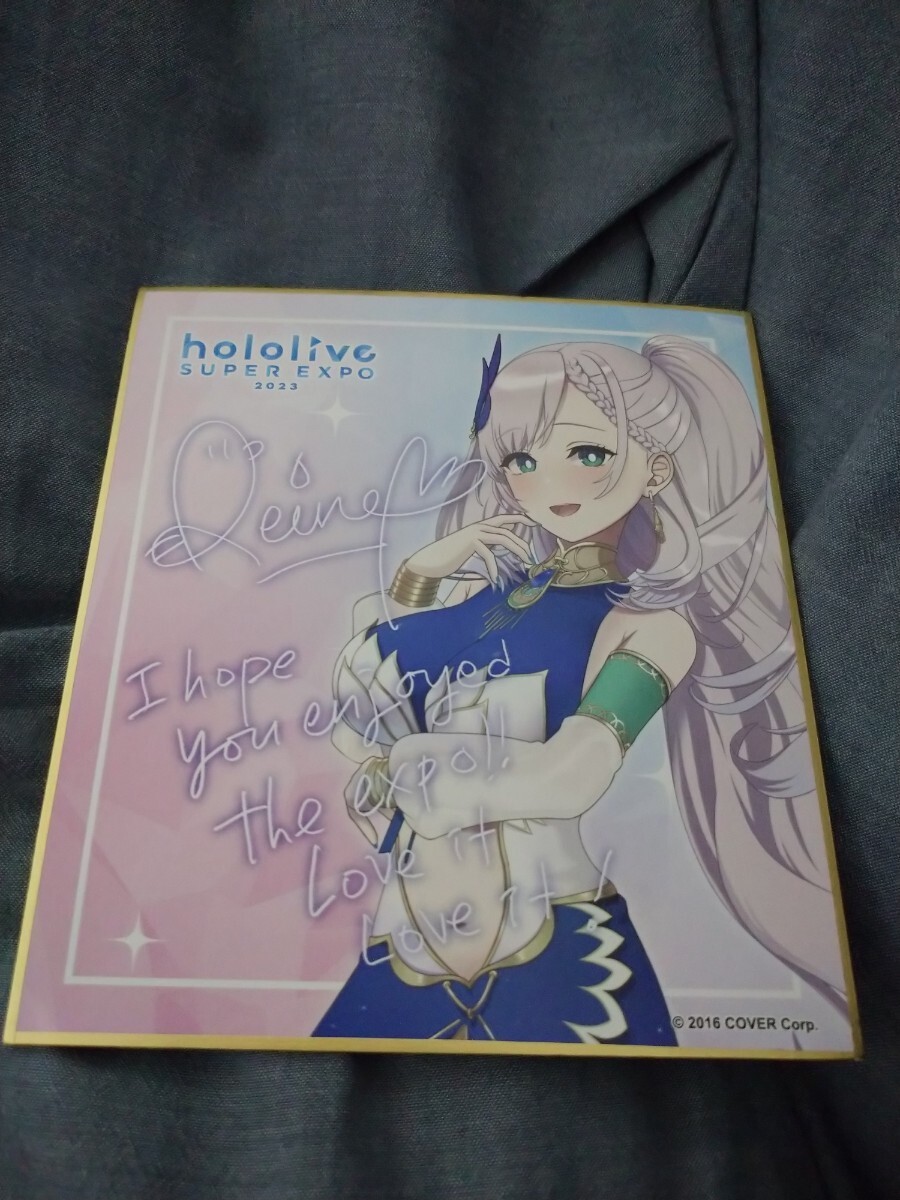 hololive
SUPER EXPO
2023
Reine
I hope
you enjoyed
the expo!!
Love it
Love it!
© 2016 COVER Corp.